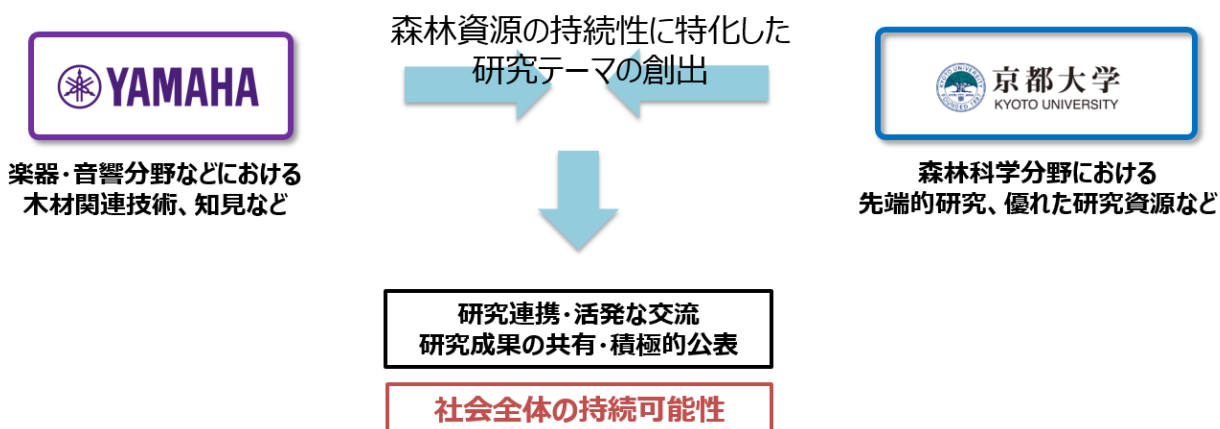 森林資源の持続性に特化した
研究テーマの創出
YAMAHA
京都大学
KYOTO UNIVERSITY
楽器・音響分野などにおける
木材関連技術、知見など
森林科学分野における
先端的研究、優れた研究資源など
研究連携・活発な交流
研究成果の共有・積極的公表
社会全体の持続可能性